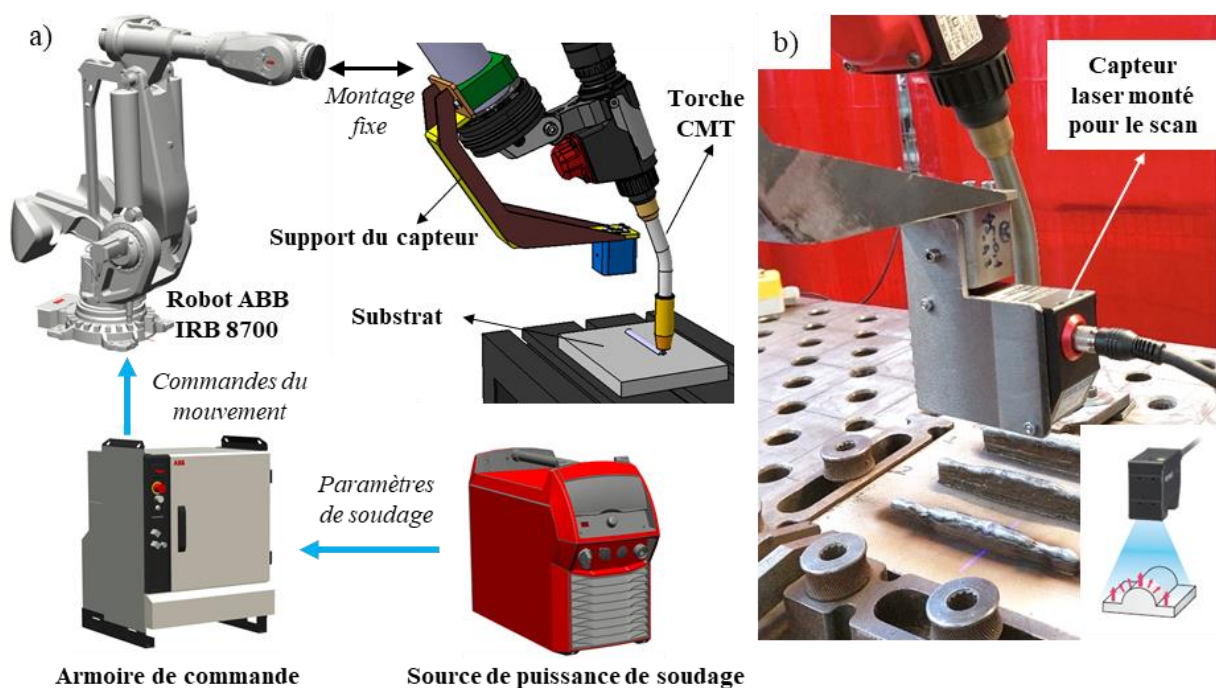 a)
Montage
fixe
Torche
CMT
Support du capteur
Robot ABB
IRB 8700
Substrat
Commandes du
mouvement
ABB
Paramètres
de soudage
Armoire de commande
Source de puissance de soudage
b)
Capteur
laser monté
pour le scan